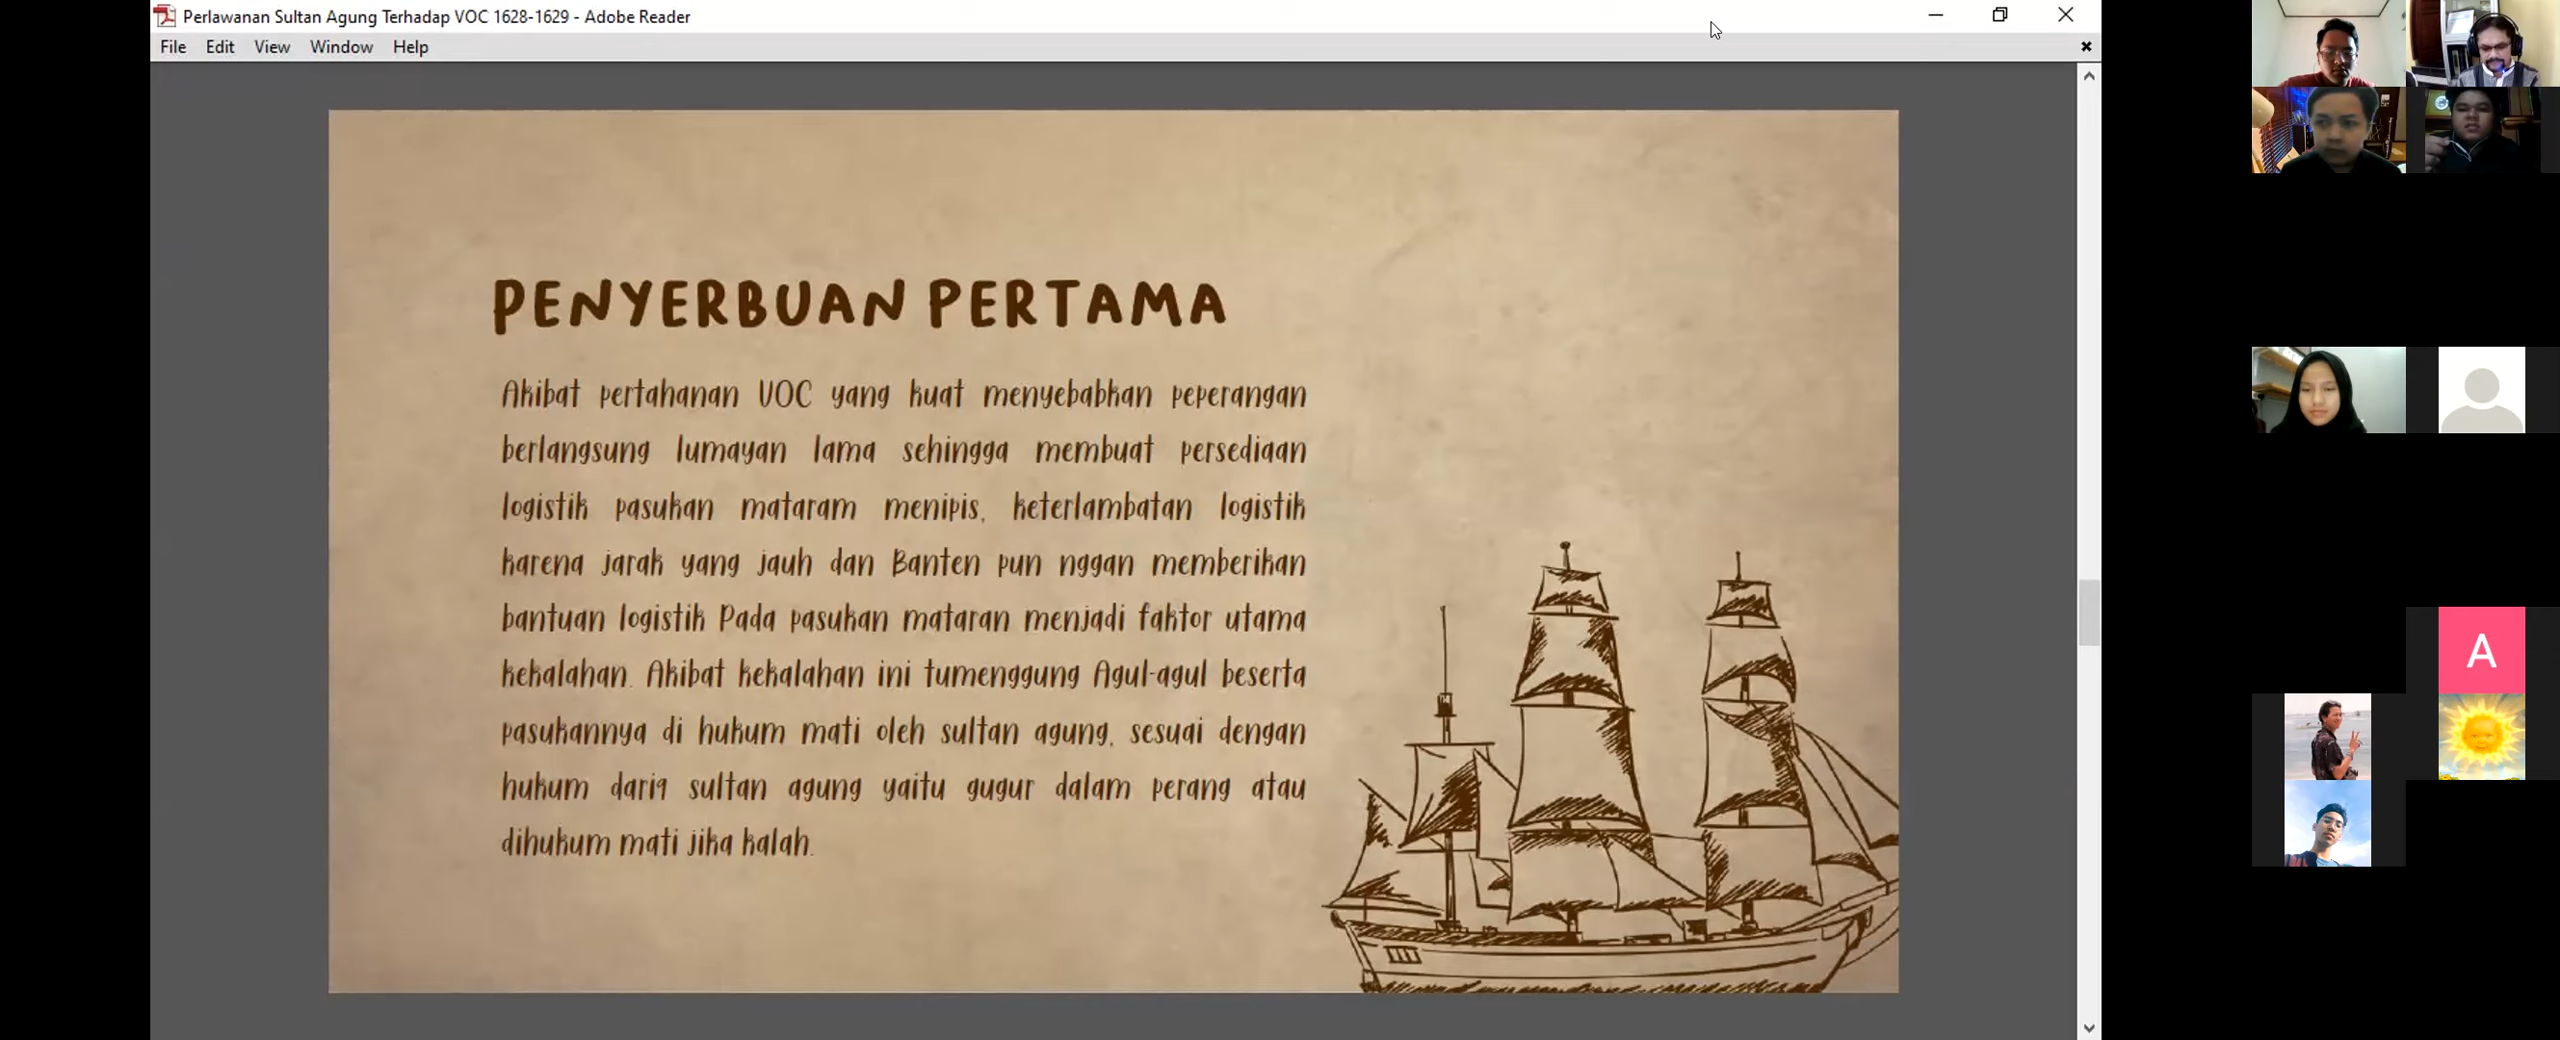 Perlawanan Sultan Agung Terhadap VOC 1628-1629 - Adobe Reader
File Edit View Window Help
PENYERBUAN PERTAMA
Akibat pertahanan VOC yang kuat menyebabkan peperangan
berlangsung lumayan lama sehingga membuat persediaan
logistik pasukan mataram menipis, keterlambatan logistik
karena jarak yang jauh dan Banten pun nggan memberikan
bantuan logistik Pada pasukan mataran menjadi faktor utama
kekalahan. Akibat kekalahan ini tumenggung Agul-agul beserta
pasukannya di hukum mati oleh sultan agung, sesuai dengan
hukum dariq sultan agung yaitu gugur dalam perang atau
dihukum mati jika kalah.
A